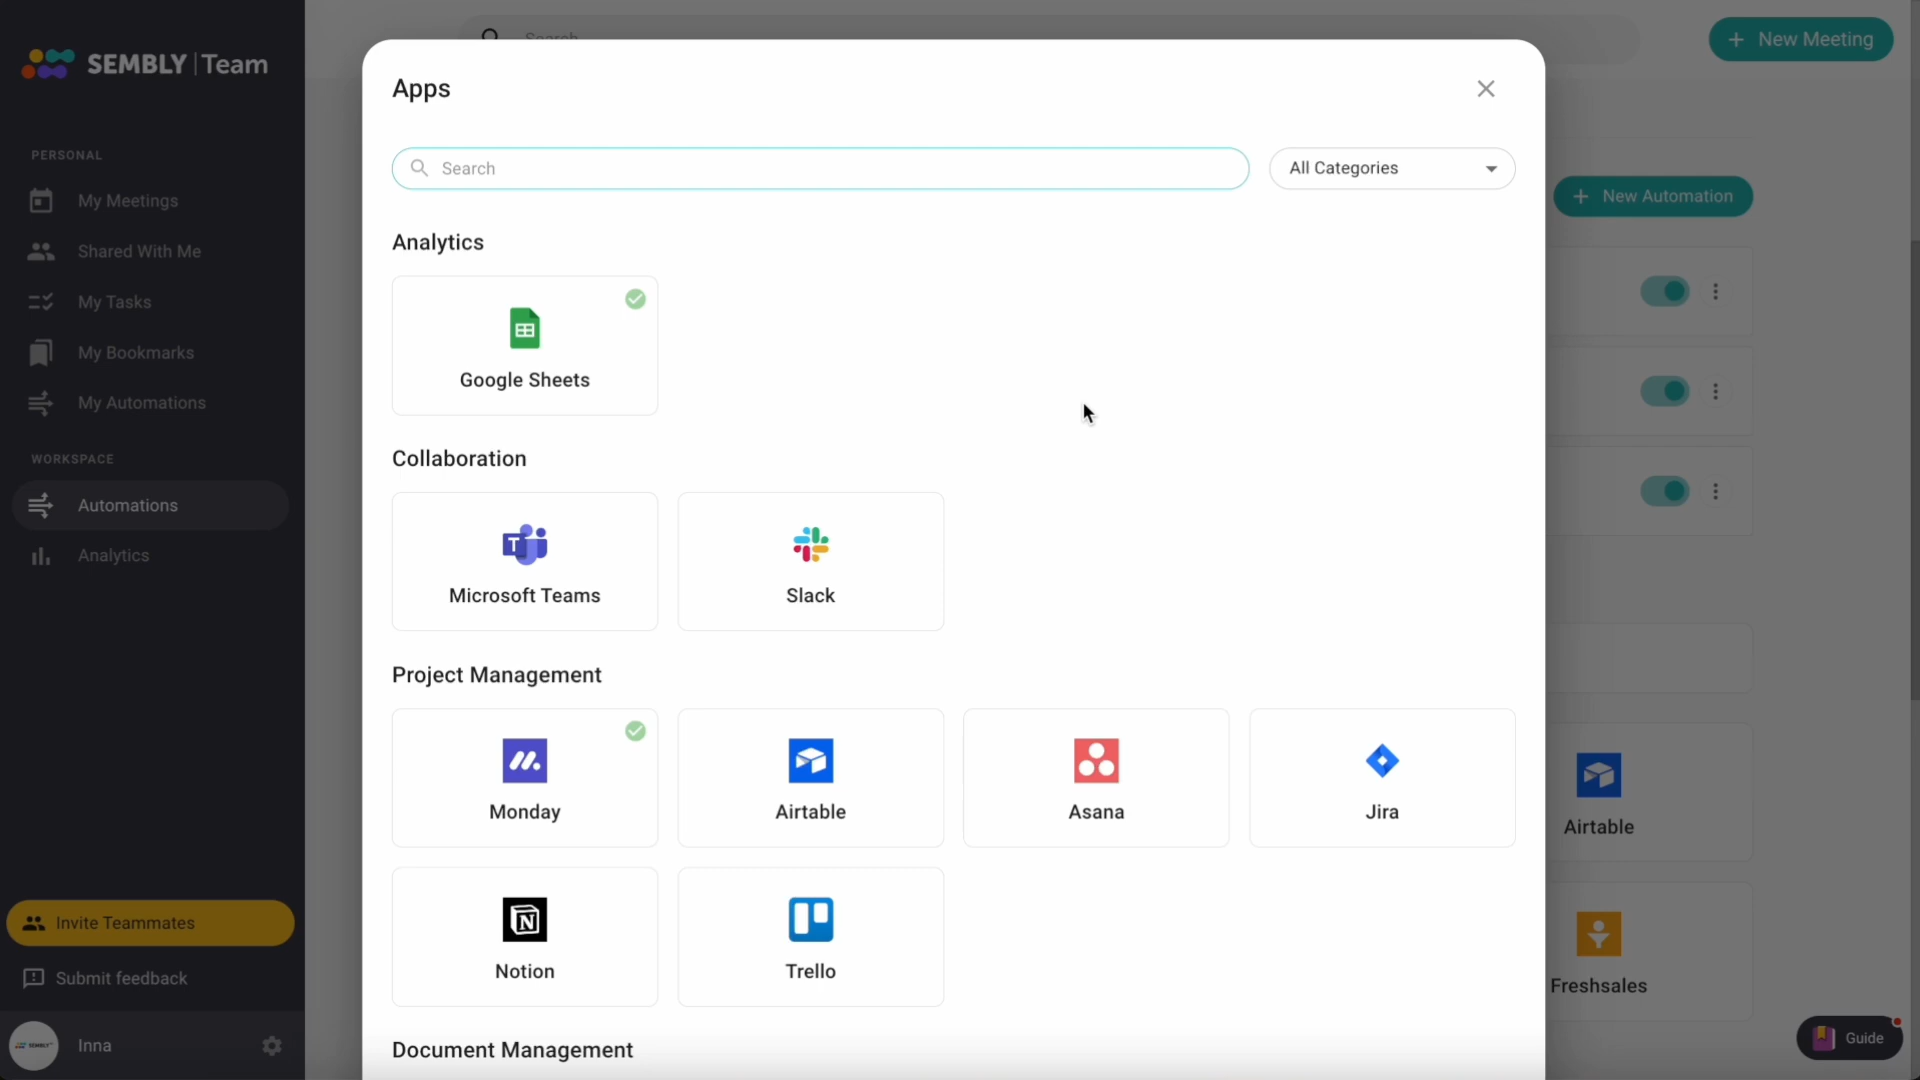 SEMBLY | Team
Search
+ New Meeting
Apps
Search
All Categories
PERSONAL
My Meetings
+ New Automation
Shared With Me
Analytics
My Tasks
My Bookmarks
Google Sheets
My Automations
WORKSPACE
Collaboration
Automations
Analytics
Microsoft Teams
Slack
Project Management
Monday
Airtable
Asana
Jira
Airtable
Invite Teammates
Notion
Trello
Submit feedback
Freshsales
Inna
Document Management
Guide